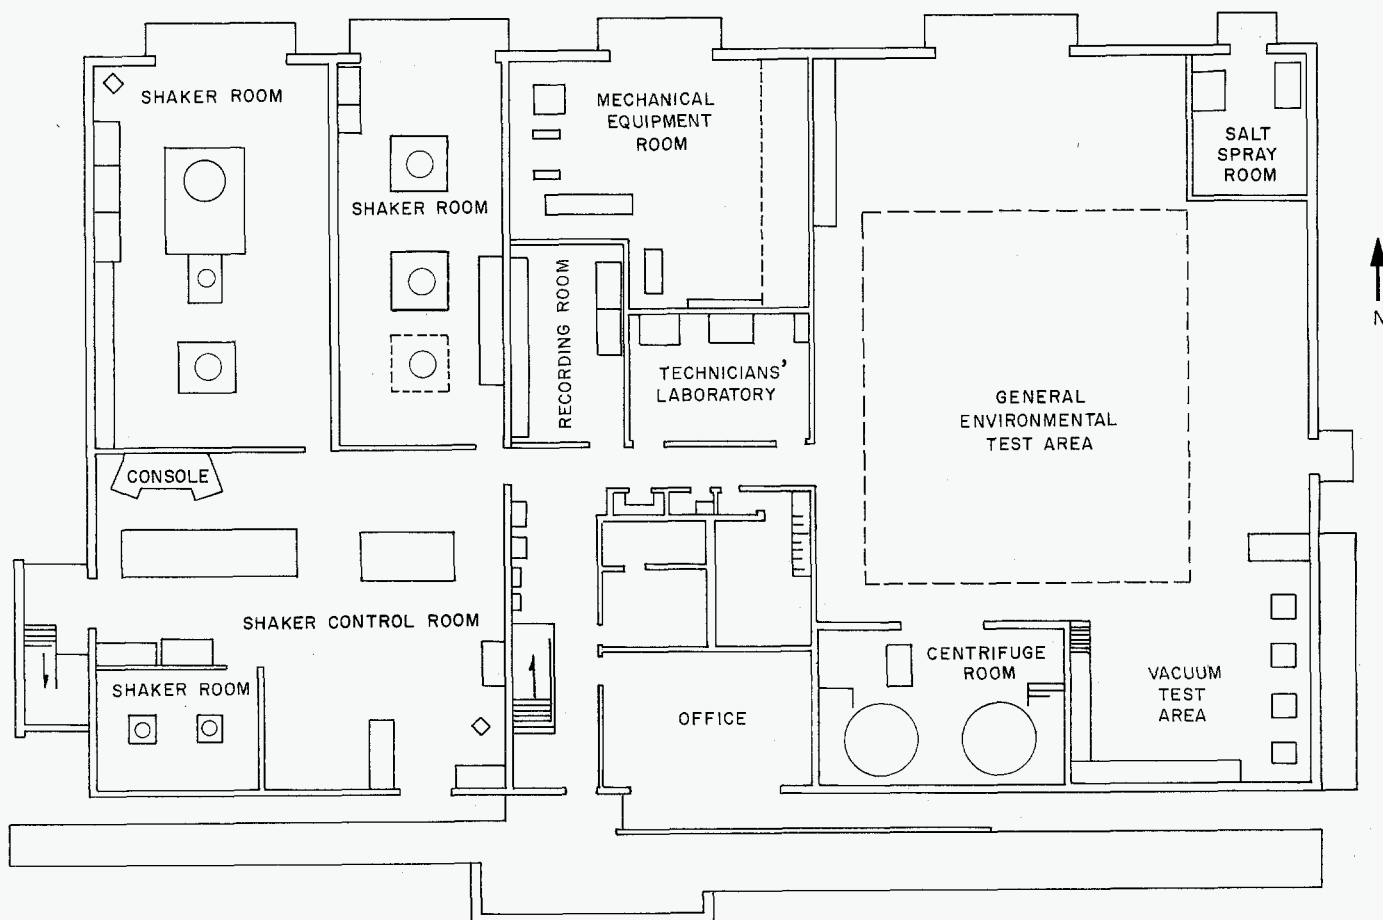 SHAKER ROOM
SHAKER ROOM
MECHANICAL
EQUIPMENT
ROOM
SALT
SPRAY
ROOM
RECORDING ROOM
TECHNICIANS'
LABORATORY
GENERAL
ENVIRONMENTAL
TEST AREA
N
CONSOLE
SHAKER CONTROL ROOM
SHAKER ROOM
OFFICE
CENTRIFUGE
ROOM
VACUUM
TEST
AREA